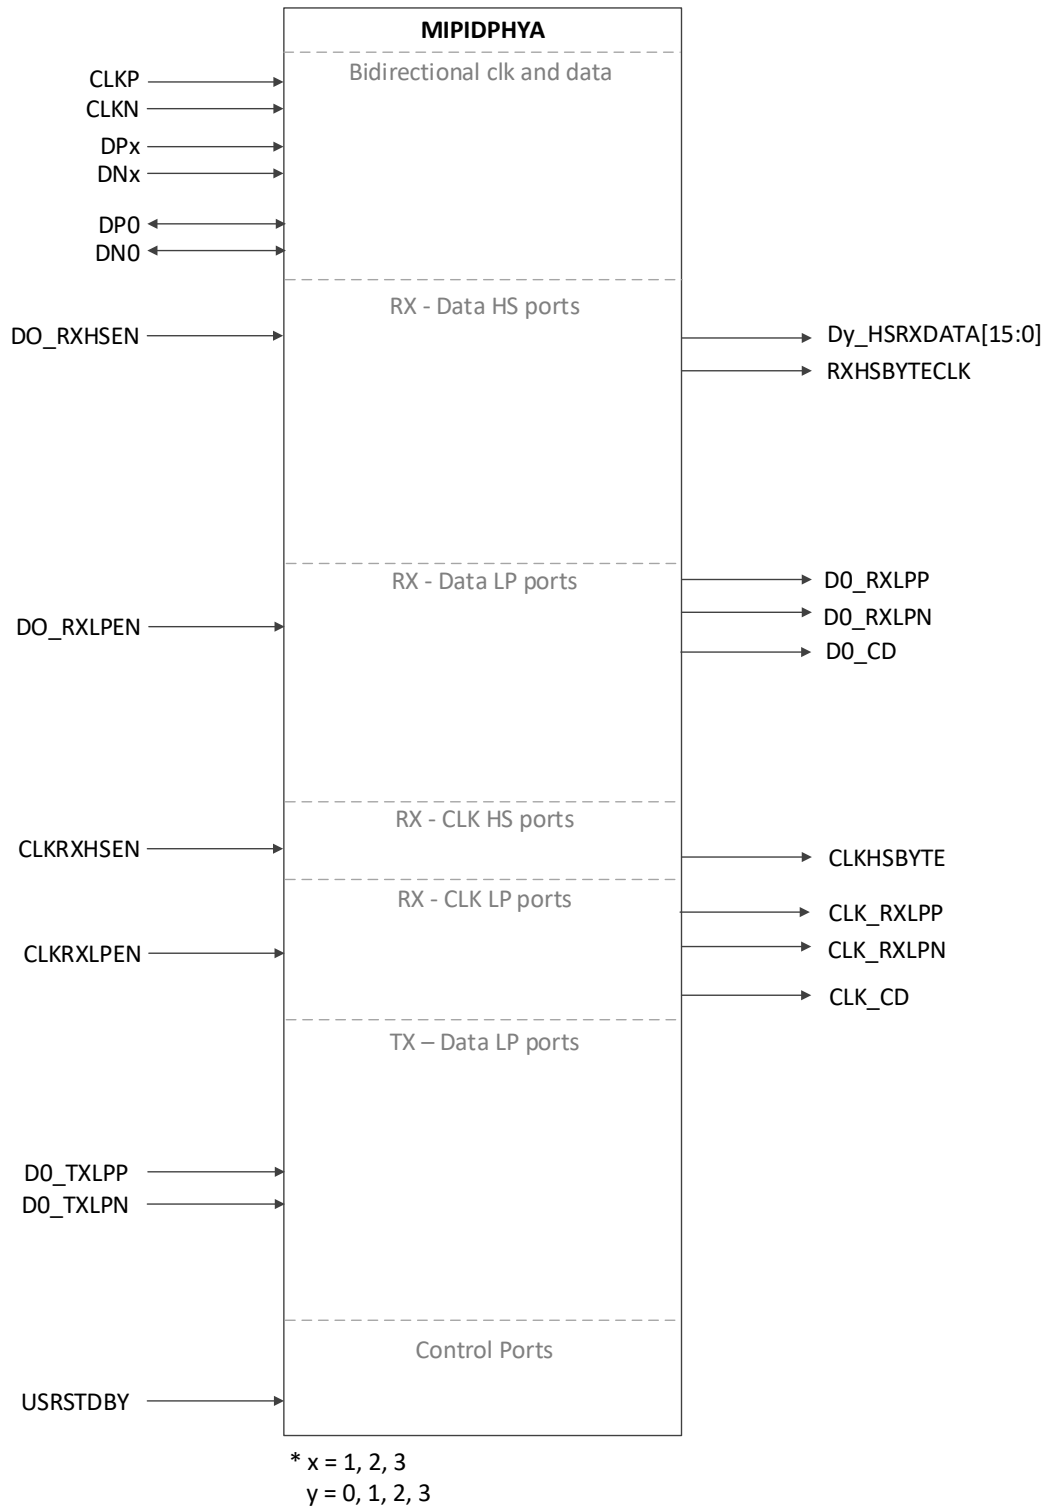 MIPIDPHYA
Bidirectional clk and data
CLKP
CLKN
DPx
DNx
DP0
DN0
RX - Data HS ports
DO_RXHSEN
Dy_HSRXDATA[15:0]
RXHSBYTECLK
RX - Data LP ports
D0_RXLPP
D0_RXLPN
DO_RXLPEN
D0_CD
RX - CLK HS ports
CLKRXHSEN
CLKHSBYTE
RX - CLK LP ports
CLK_RXLPP
CLK_RXLPN
CLKRXLPEN
CLK_CD
TX – Data LP ports
D0_TXLPP
D0_TXLPN
Control Ports
USRSTDBY
* x = 1, 2, 3
y = 0, 1, 2, 3